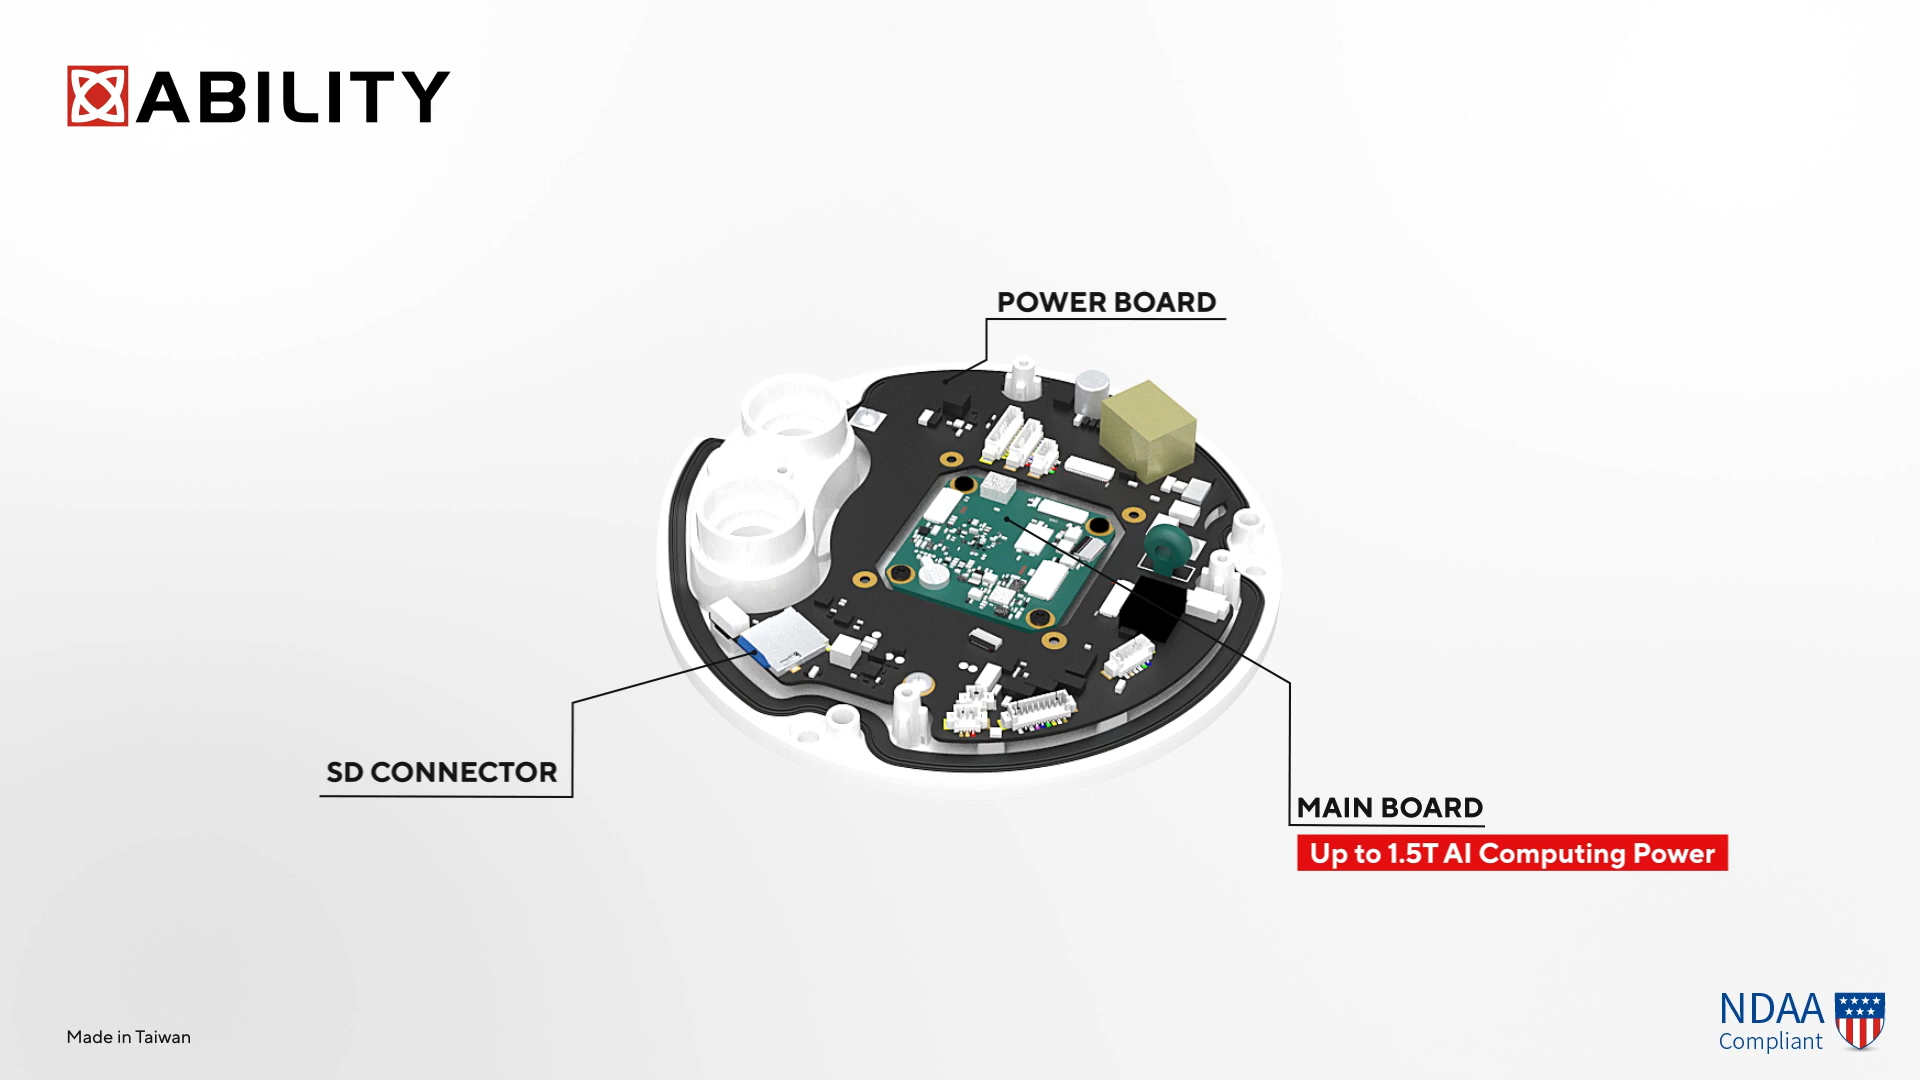 ABILITY
POWER BOARD
SD CONNECTOR
MAIN BOARD
Up to 1.5T AI Computing Power
Made in Taiwan
NDAA
Compliant